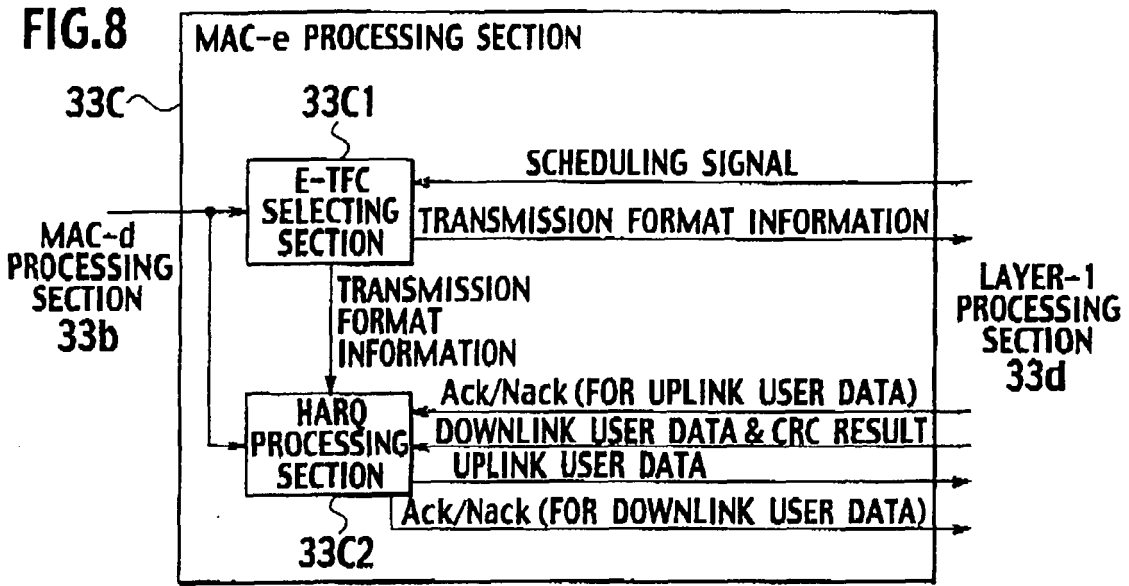 FIG.8
MAC-e PROCESSING SECTION
33C
33C1
E-TFC
SELECTING
SECTION
SCHEDULING SIGNAL
TRANSMISSION FORMAT INFORMATION
MAC-d
PROCESSING
SECTION
33b
TRANSMISSION
FORMAT
INFORMATION
LAYER-1
PROCESSING
SECTION
33d
HARQ
PROCESSING
SECTION
Ack/Nack (FOR UPLINK USER DATA)
DOWNLINK USER DATA & CRC RESULT
UPLINK USER DATA
Ack/Nack (FOR DOWNLINK USER DATA)
33C2